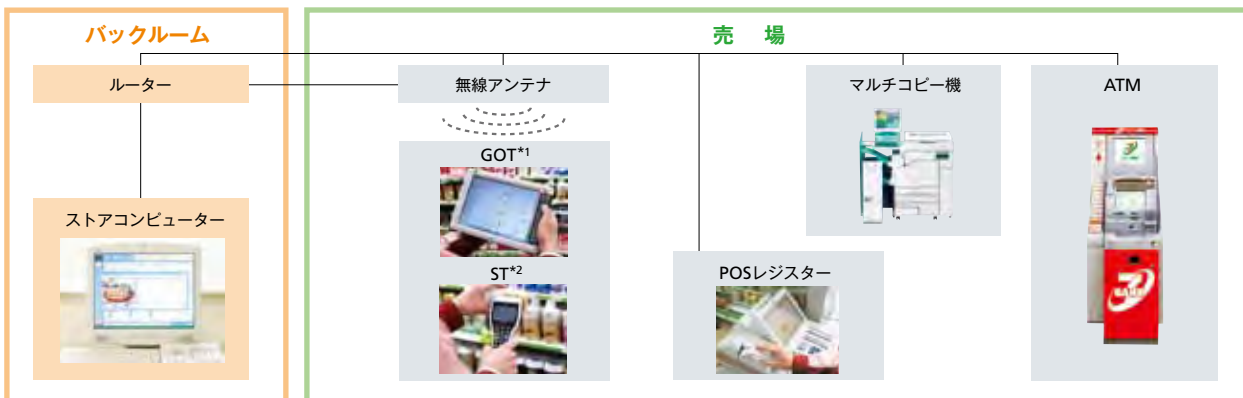 バックルーム
売 場
ルーター
無線アンテナ
マルチコピー機
ATM
GOT*1
ストアコンピューター
ST*2
POSレジスター